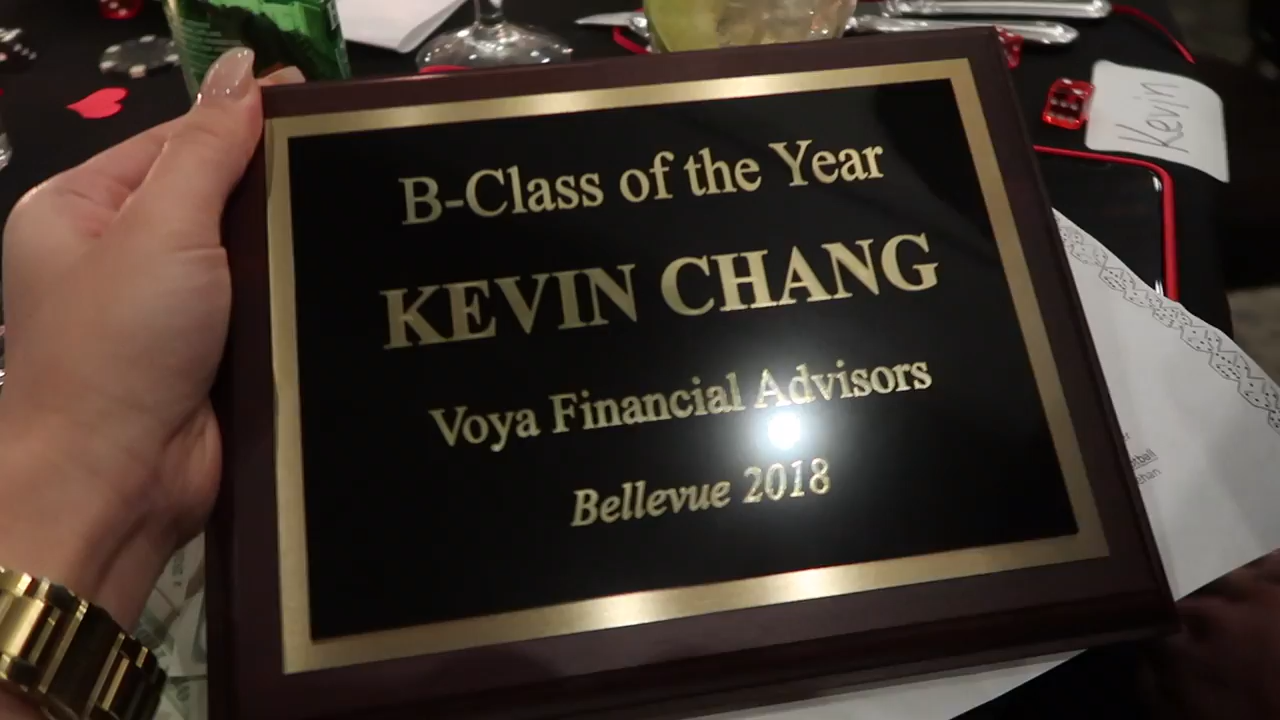 B-Class of the Year
KEVIN CHANG
Voya Financial Advisors
Bellevue 2018
Kevin